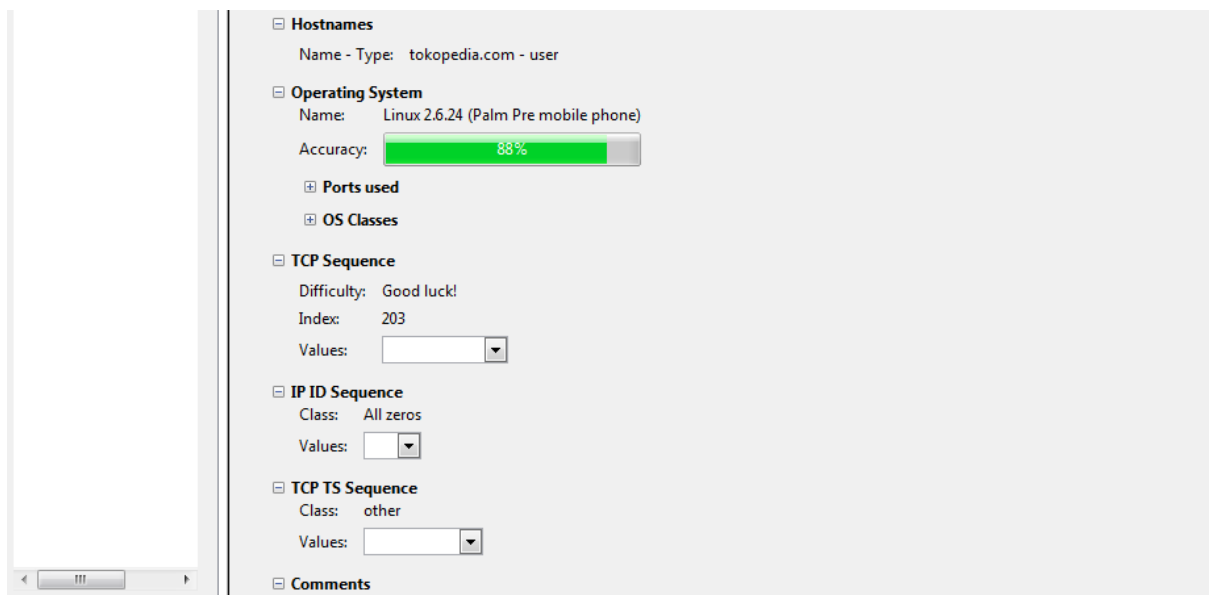 Hostnames
Name - Type: tokopedia.com - user
Operating System
Name: Linux 2.6.24 (Palm Pre mobile phone)
Accuracy: 88%
Ports used
OS Classes
TCP Sequence
Difficulty: Good luck!
Index: 203
Values:
IP ID Sequence
Class: All zeros
Values:
TCP TS Sequence
Class: other
Values:
Comments